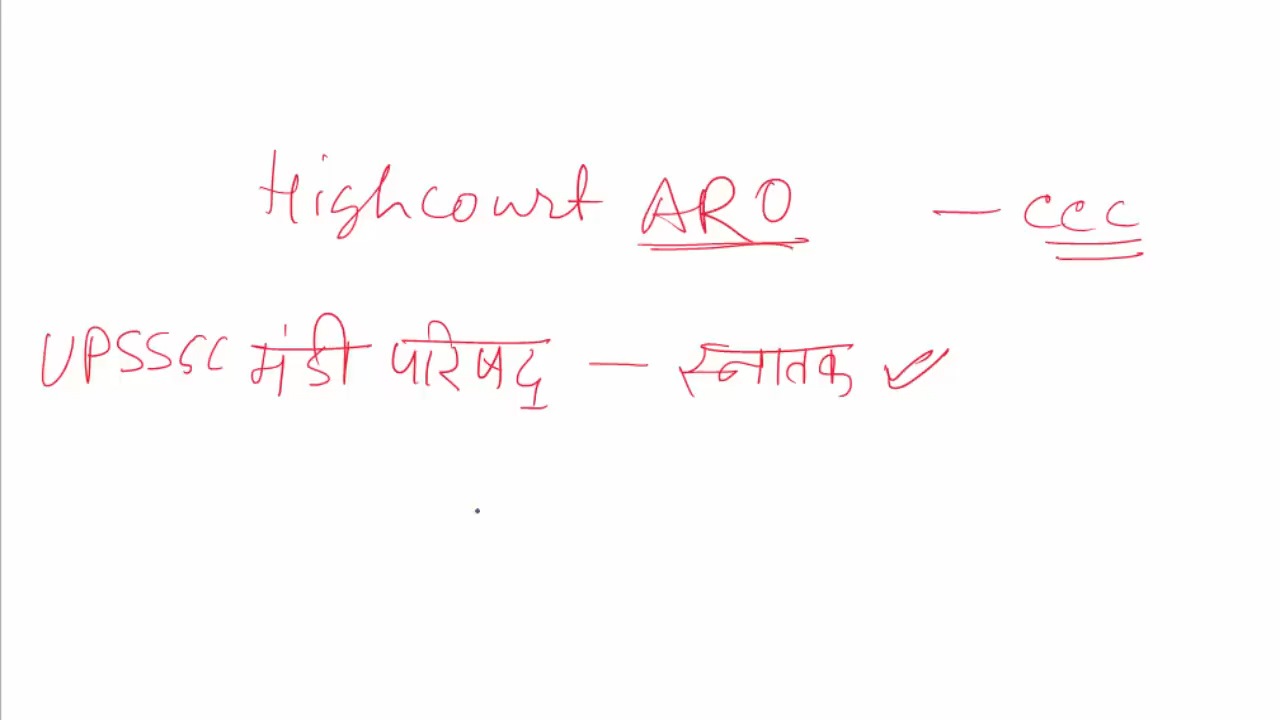 Highcourt ARO — CCC
UPSSSC मंडी परिषद् — स्नातक ✓